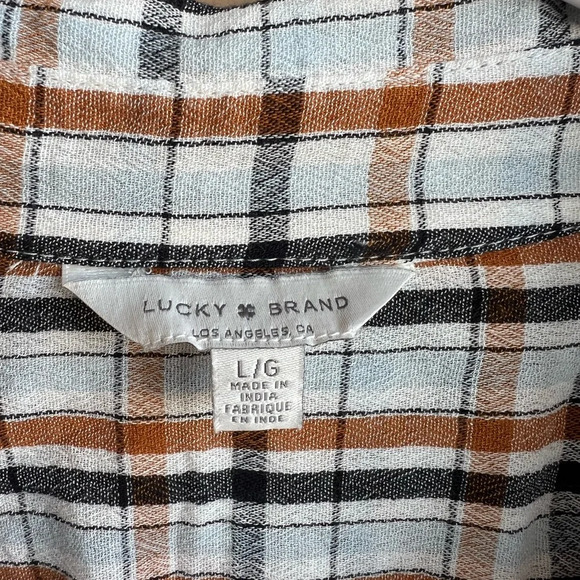 LUCKY BRAND
LOS ANGELES, CA
L/G
MADE IN
INDIA
FABRIQUE
EN INDE